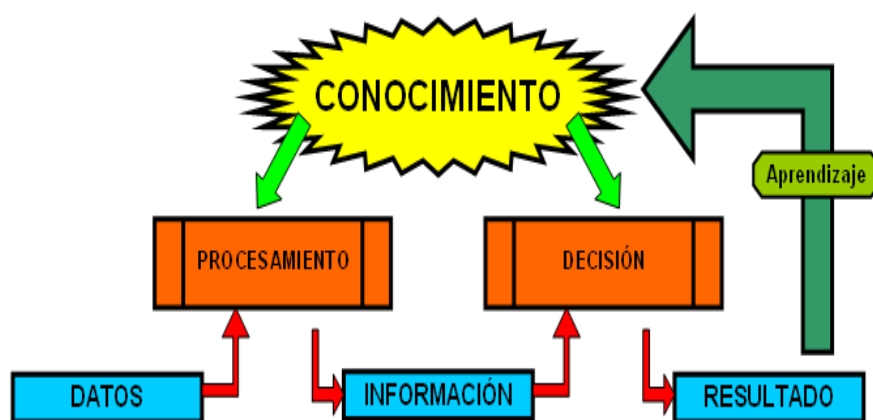 CONOCIMIENTO
Aprendizaje
PROCESAMIENTO
DECISIÓN
DATOS
INFORMACIÓN
RESULTADO